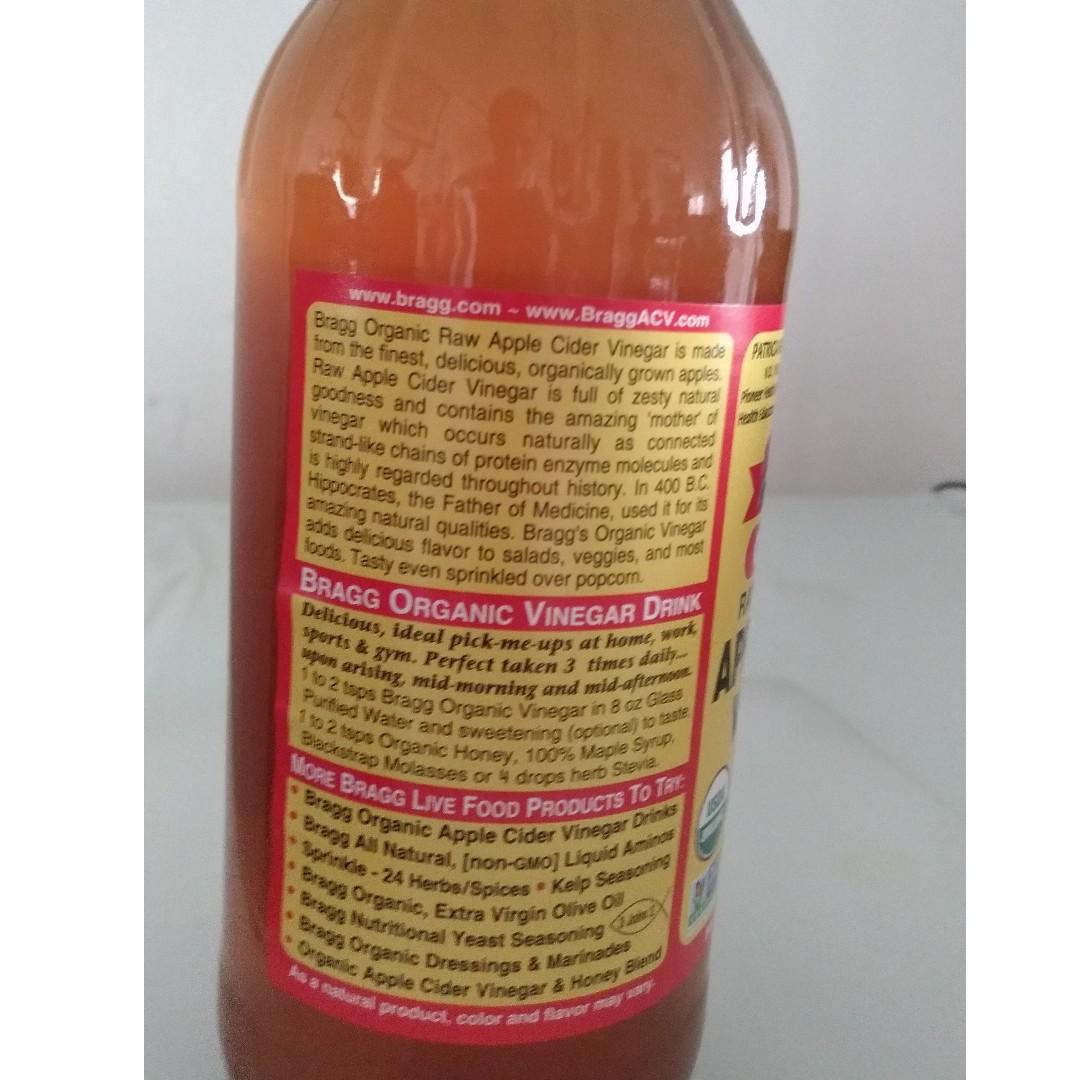 www.bragg.com ~ www.BraggACV.com
Bragg Organic Raw Apple Cider Vinegar is made
from the finest, delicious, organically grown apples.
Raw Apple Cider Vinegar is full of zesty natural
goodness and contains the amazing 'mother' of
vinegar which occurs naturally as connected
strand-like chains of protein enzyme molecules and
is highly regarded throughout history. In 400 B.C.
Hippocrates, the Father of Medicine, used it for its
amazing natural qualities. Bragg's Organic Vinegar
adds delicious flavor to salads, veggies, and most
foods. Tasty even sprinkled over popcorn.
BRAGG ORGANIC VINEGAR DRINK
Delicious, ideal pick-me-ups at home, work,
sports & gym. Perfect taken 3 times daily...
upon arising, mid-morning and mid-afternoon.
1 to 2 tsps Bragg Organic Vinegar in 8 oz Glass
Purified Water and sweetening (optional) to taste,
1 to 2 tsps Organic Honey, 100% Maple Syrup,
Blackstrap Molasses or 4 drops herb Stevia.
MORE BRAGG LIVE FOOD PRODUCTS TO TRY:
• Bragg Organic Apple Cider Vinegar Drinks
• Bragg All Natural, [non-GMO] Liquid Aminos
• Sprinkle - 24 Herbs/Spices • Kelp Seasoning
• Bragg Organic, Extra Virgin Olive Oil
• Bragg Nutritional Yeast Seasoning
• Bragg Organic Dressings & Marinades
• Organic Apple Cider Vinegar & Honey Blend
As a natural product, color and flavor may vary.
Pioneer
Health
USDA